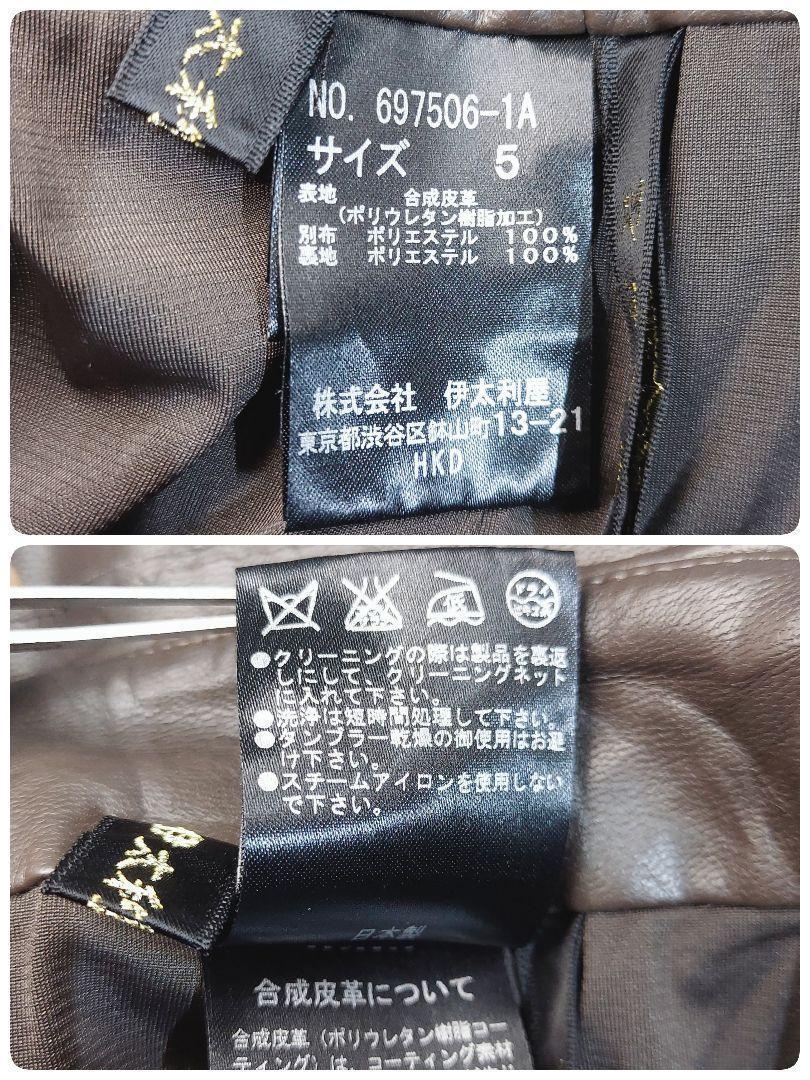 NO. 697506-1A
サイズ 5
表地 合成皮革
(ポリウレタン樹脂加工)
別布 ポリエステル 100%
裏地 ポリエステル 100%
株式会社 伊太利屋
東京都渋谷区鉢山町13-21
HKD
ドライ
●クリーニングの際は製品を裏返
しにして、クリーニングネット
に入れて下さい。
●洗浄は短時間処理して下さい。
●タンブラー乾燥の御使用はお避
け下さい。
●スチームアイロンを使用しない
で下さい。
日本製
合成皮革について
合成皮革(ポリウレタン樹脂コー
ティング)は、コーティング素材